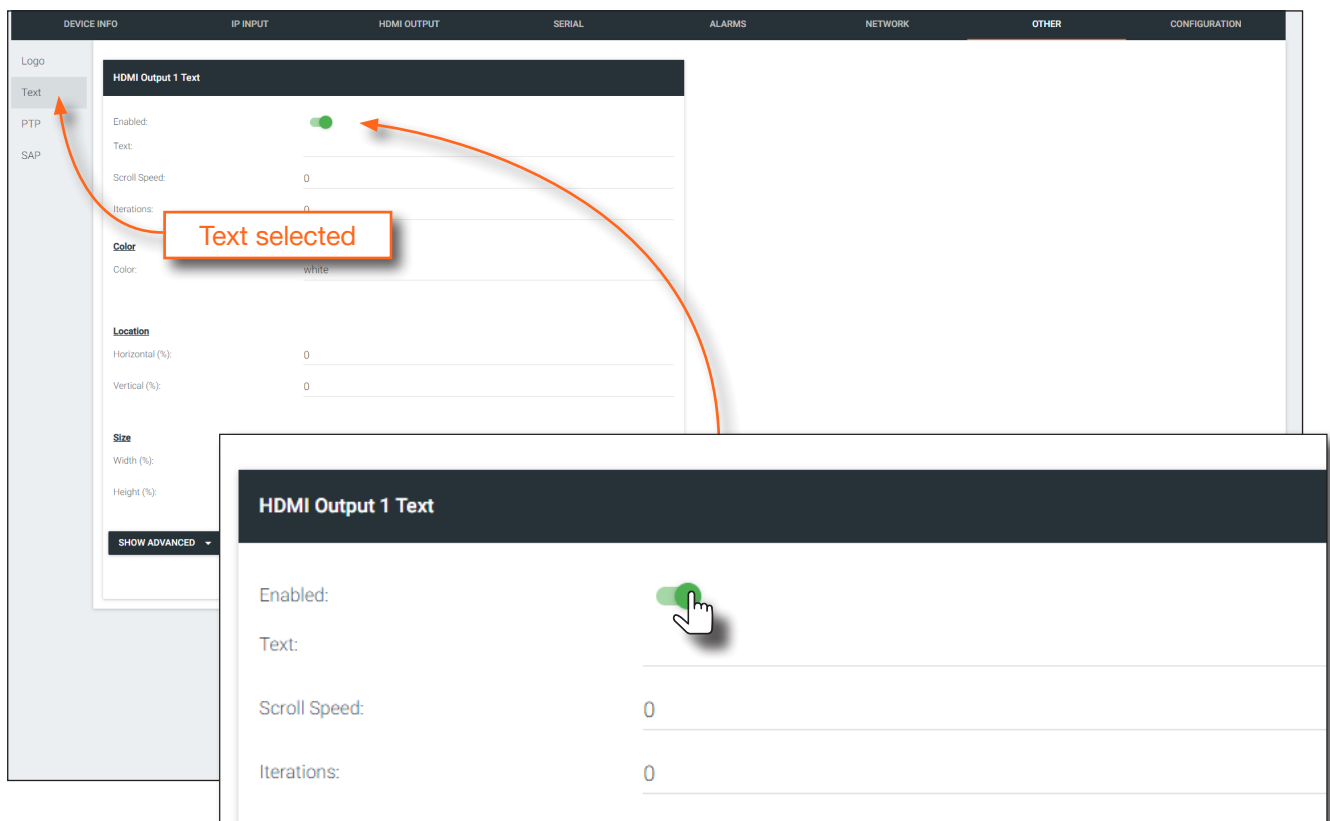 DEVICE INFO IP INPUT HDMI OUTPUT SERIAL ALARMS NETWORK OTHER CONFIGURATION
Logo
Text
PTP
SAP
HDMI Output 1 Text
Enabled:
Text:
Scroll Speed: 0
Iterations: 0
Text selected
Color
Color: white
Location
Horizontal (%): 0
Vertical (%): 0
Size
Width (%):
Height (%):
SHOW ADVANCED
HDMI Output 1 Text
Enabled:
Text:
Scroll Speed: 0
Iterations: 0